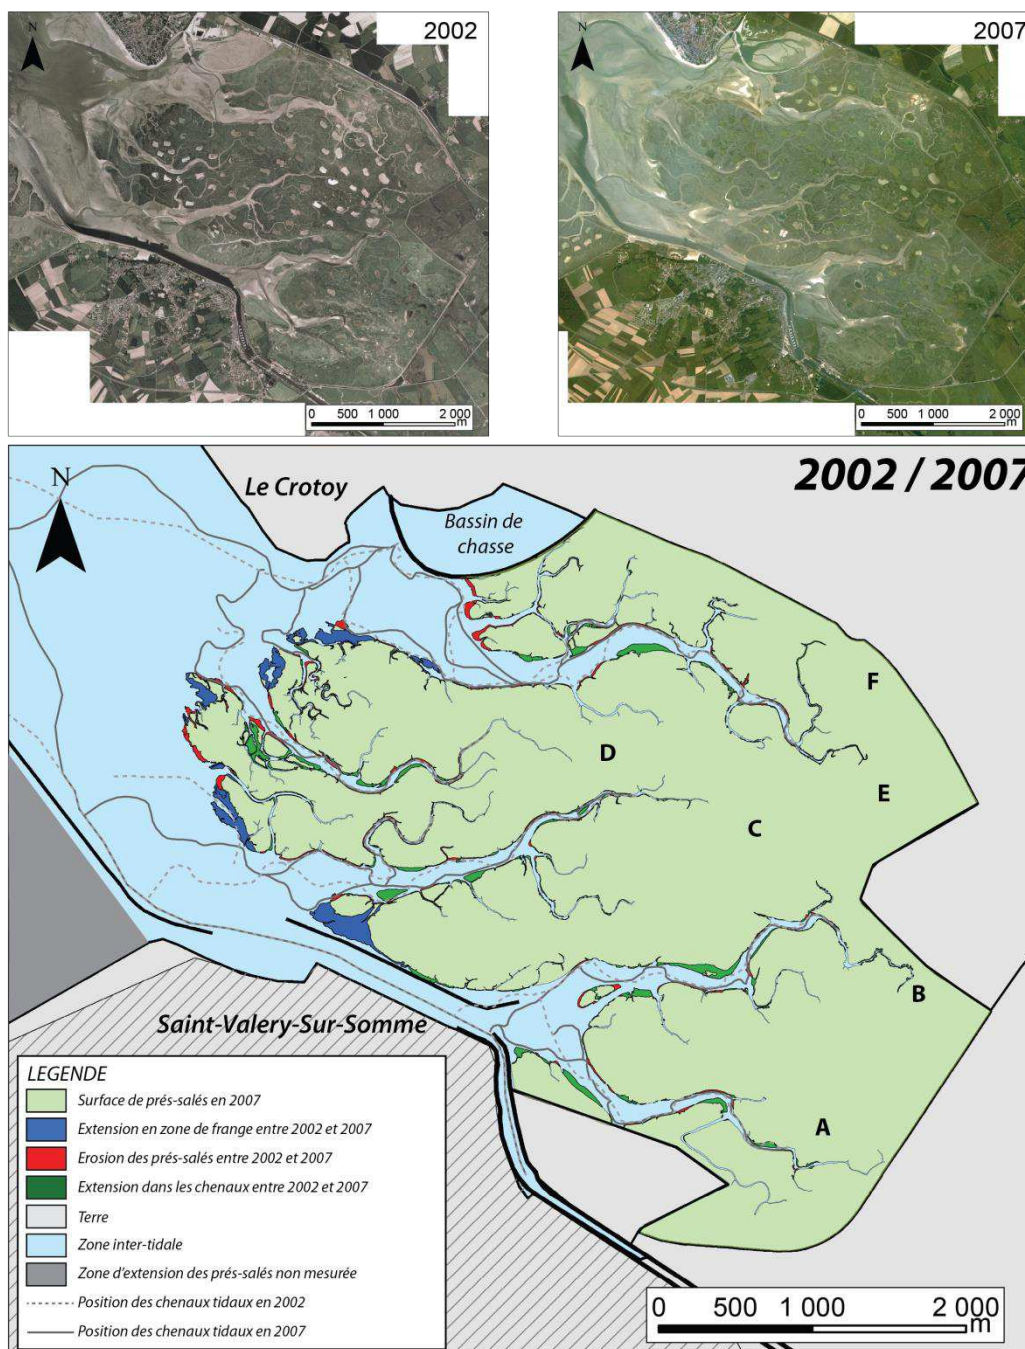 N
2002
0 500 1 000 2 000
m
N
2007
0 500 1 000 2 000
m
N
Le Crotoy
2002 / 2007
Bassin de
chasse
F
D
E
C
B
Saint-Valery-Sur-Somme
A
LEGENDE
Surface de prés-salés en 2007
Extension en zone de frange entre 2002 et 2007
Erosion des prés-salés entre 2002 et 2007
Extension dans les chenaux entre 2002 et 2007
Terre
Zone inter-tidale
Zone d'extension des prés-salés non mesurée
Position des chenaux tidaux en 2002
Position des chenaux tidaux en 2007
0 500 1 000 2 000
m